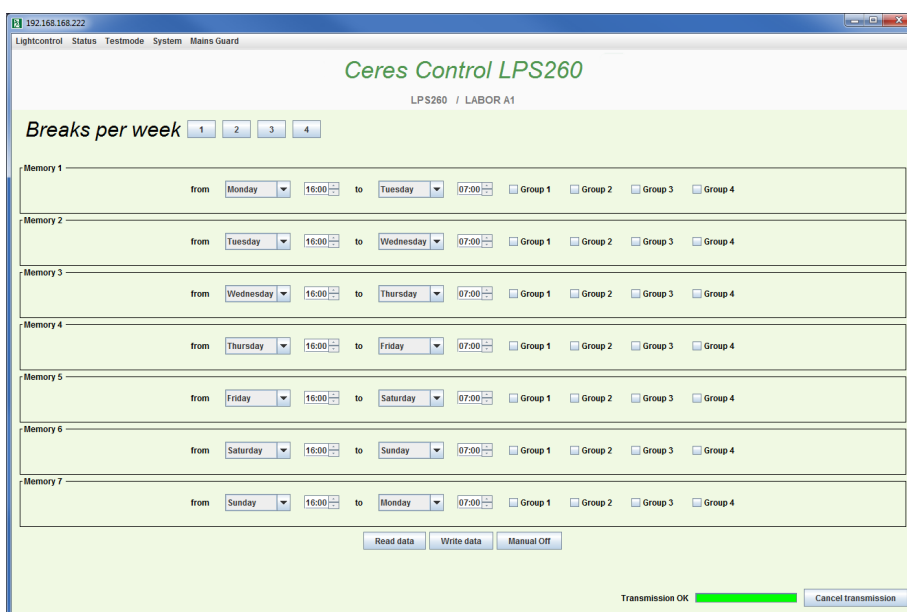 192.168.168.222
Lightcontrol Status Testmode System Mains Guard
Ceres Control LPS260
LPS260 / LABOR A1
Breaks per week 1 2 3 4
Memory 1
from Monday 16:00 to Tuesday 07:00 Group 1 Group 2 Group 3 Group 4
Memory 2
from Tuesday 16:00 to Wednesday 07:00 Group 1 Group 2 Group 3 Group 4
Memory 3
from Wednesday 16:00 to Thursday 07:00 Group 1 Group 2 Group 3 Group 4
Memory 4
from Thursday 16:00 to Friday 07:00 Group 1 Group 2 Group 3 Group 4
Memory 5
from Friday 16:00 to Saturday 07:00 Group 1 Group 2 Group 3 Group 4
Memory 6
from Saturday 16:00 to Sunday 07:00 Group 1 Group 2 Group 3 Group 4
Memory 7
from Sunday 16:00 to Monday 07:00 Group 1 Group 2 Group 3 Group 4
Read data Write data Manual Off
Transmission OK Cancel transmission